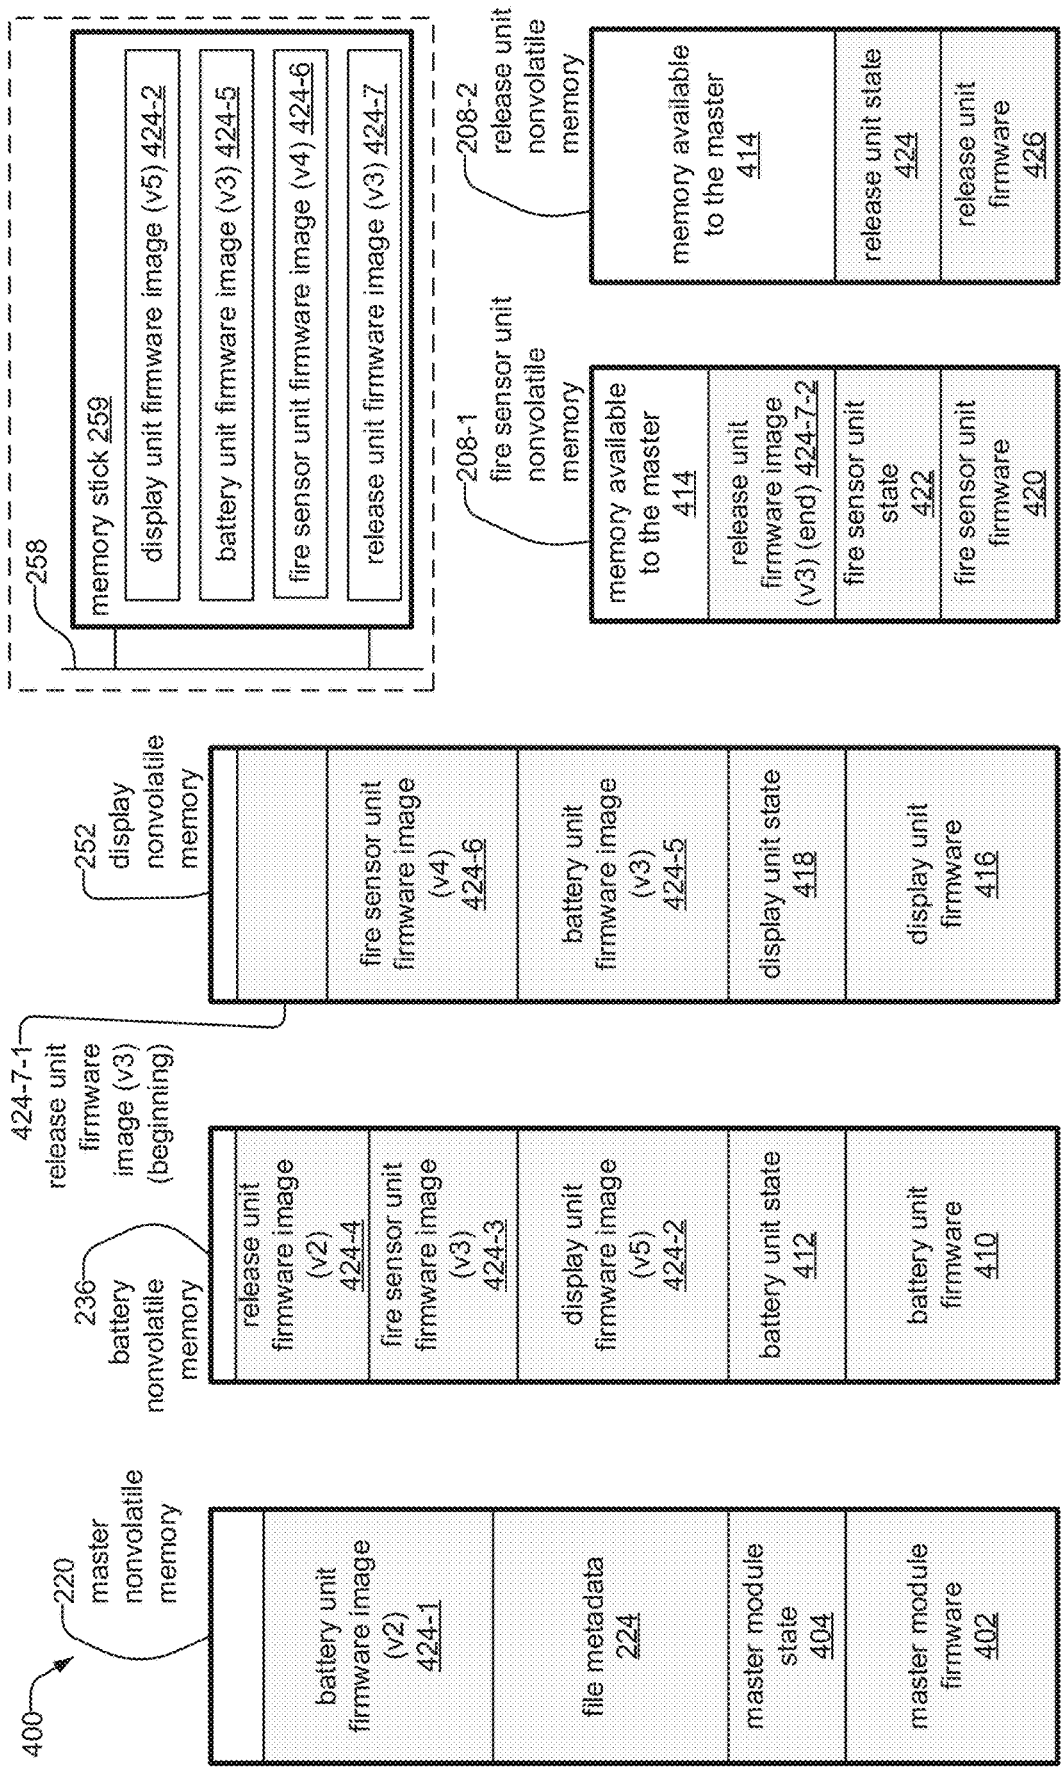 400
220
master
nonvolatile
memory
battery unit
firmware image
(v2)
424-1
file metadata
224
master module
state
404
master module
firmware
402
236
battery
nonvolatile
memory
release unit
firmware image
(v2)
424-4
fire sensor unit
firmware image
(v3)
424-3
display unit
firmware image
(v5)
424-2
battery unit state
412
battery unit
firmware
410
424-7-1
release unit
firmware
image (v3)
(beginning)
252
display
nonvolatile
memory
fire sensor unit
firmware image
(v4)
424-6
battery unit
firmware image
(v3)
424-5
display unit state
418
display unit
firmware
416
258
memory stick 259
display unit firmware image (v5) 424-2
battery unit firmware image (v3) 424-5
fire sensor unit firmware image (v4) 424-6
release unit firmware image (v3) 424-7
208-1
fire sensor unit
nonvolatile
memory
memory available
to the master
414
release unit
firmware image
(v3) (end) 424-7-2
fire sensor unit
state
422
fire sensor unit
firmware
420
208-2
release unit
nonvolatile
memory
memory available
to the master
414
release unit state
424
release unit
firmware
426